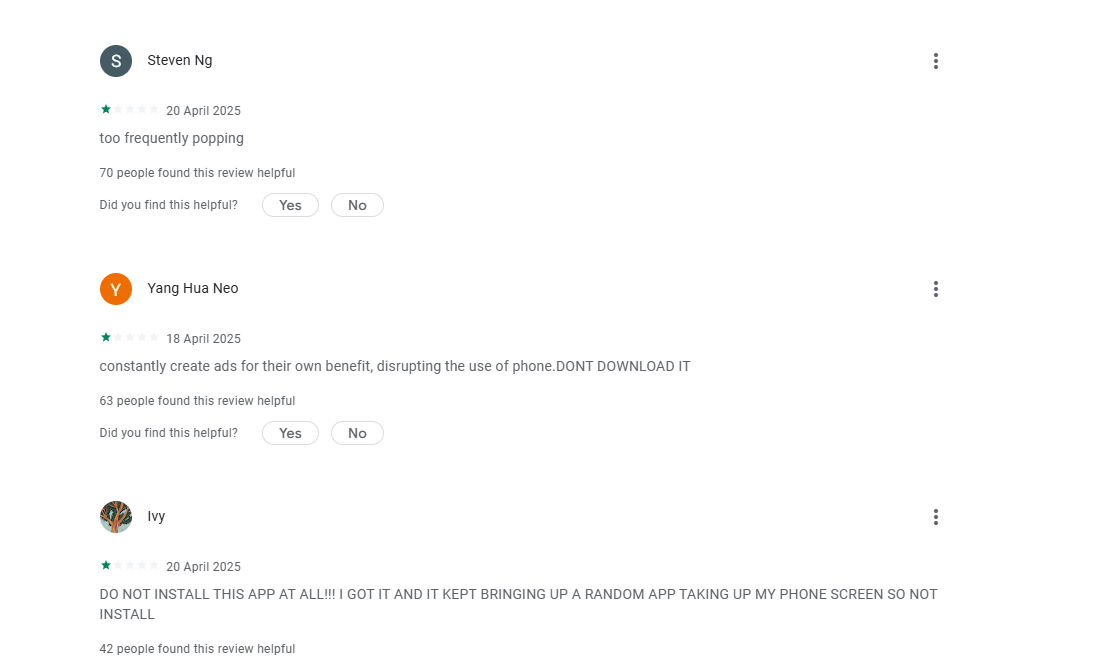 S Steven Ng
20 April 2025
too frequently popping
70 people found this review helpful
Did you find this helpful? Yes No
Y Yang Hua Neo
18 April 2025
constantly create ads for their own benefit, disrupting the use of phone.DONT DOWNLOAD IT
63 people found this review helpful
Did you find this helpful? Yes No
Ivy
20 April 2025
DO NOT INSTALL THIS APP AT ALL!!! I GOT IT AND IT KEPT BRINGING UP A RANDOM APP TAKING UP MY PHONE SCREEN SO NOT
INSTALL
42 people found this review helpful